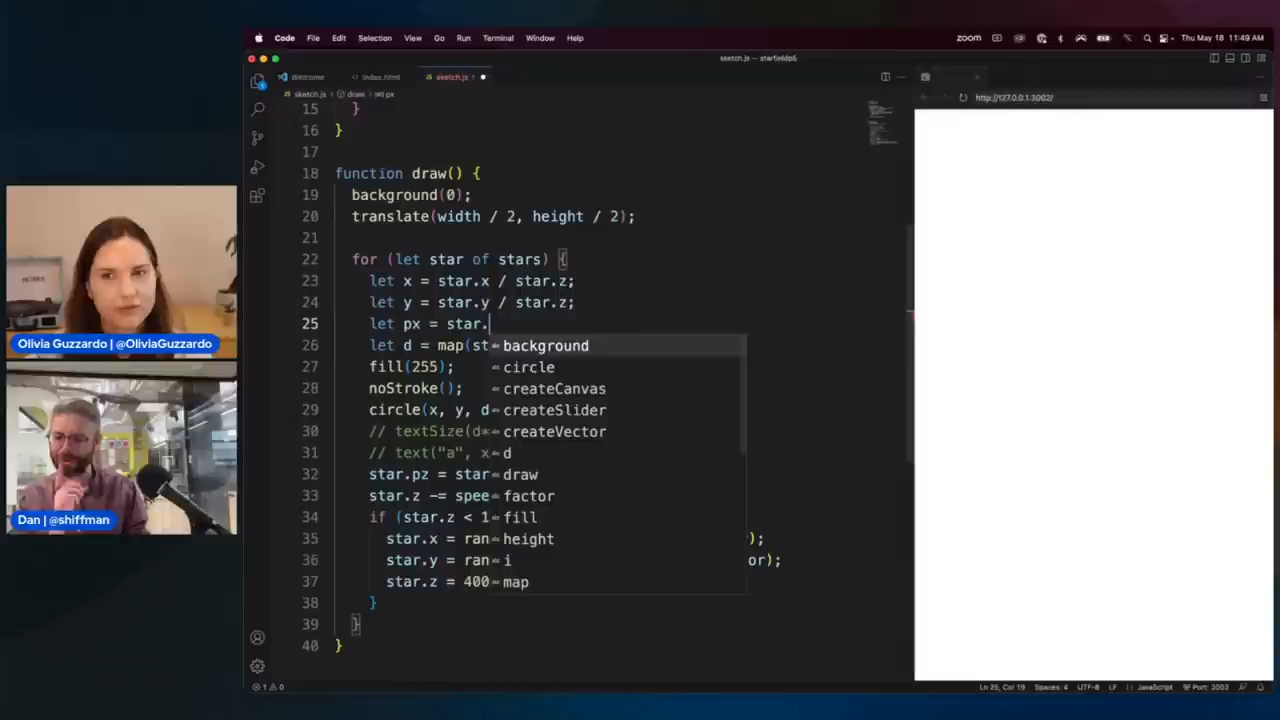 Code File Edit Selection View Go Run Terminal Window Help
zoom Thu May 18 11:49 AM
sketch.js — starfieldp5
Welcome index.html sketch.js
sketch.js > draw > px
http://127.0.0.1:3002/
15 }
16 }
17
18 function draw() {
19 background(0);
20 translate(width / 2, height / 2);
21
22 for (let star of stars) {
23 let x = star.x / star.z;
24 let y = star.y / star.z;
25 let px = star.
26 let d = map(st
27 fill(255);
28 noStroke();
29 circle(x, y, d
30 // textSize(d*
31 // text("a", x
32 star.pz = star
33 star.z -= spee
34 if (star.z < 1
35 star.x = ran );
36 star.y = ran or);
37 star.z = 400
38 }
39 }
40 }
background
circle
createCanvas
createSlider
createVector
d
draw
factor
fill
height
i
map
Olivia Guzzardo | @OliviaGuzzardo
Dan | @shiffman
1 0
Ln 25, Col 19 Spaces: 4 UTF-8 LF JavaScript Port: 3002